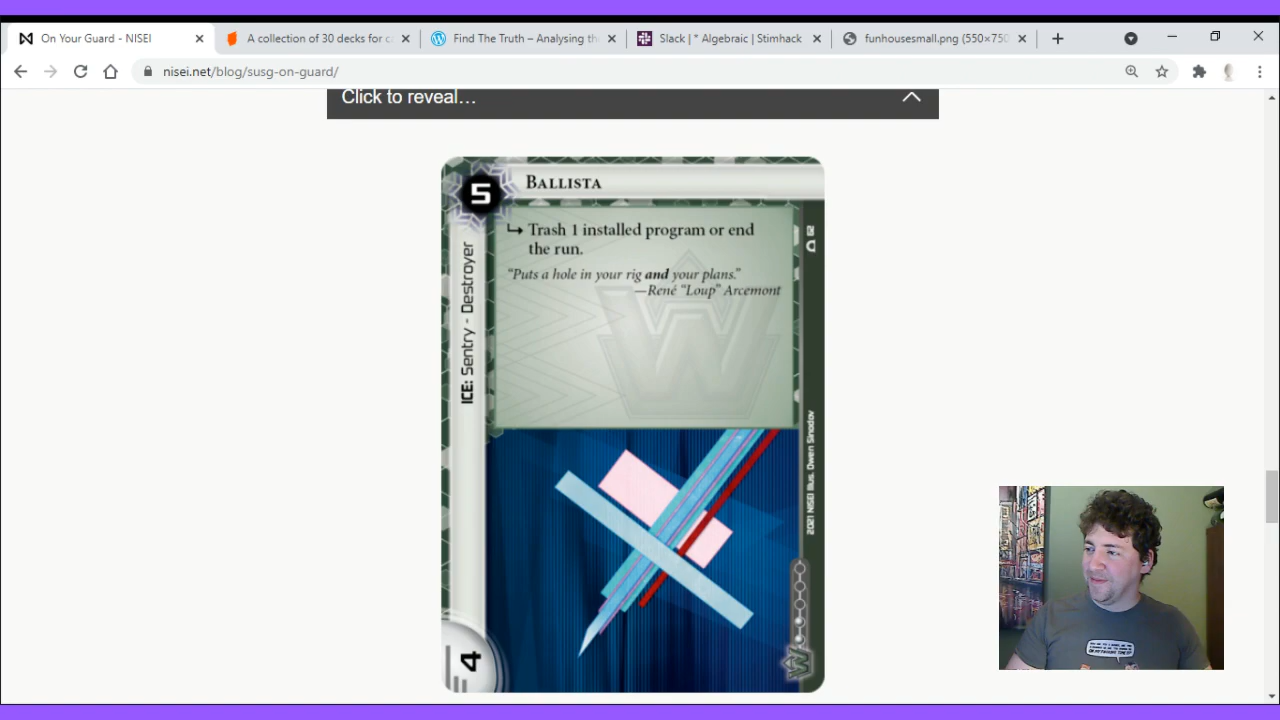 On Your Guard - NISEI
A collection of 30 decks for c
Find The Truth – Analysing th
Slack | * Algebraic | Stimhack
funhousesmall.png (550×750
nisei.net/blog/susg-on-guard/
Click to reveal…
5
BALLISTA
Trash 1 installed program or end
the run.
“Puts a hole in your rig and your plans.”
—René “Loup” Arcemont
ICE: Sentry - Destroyer
4
2021 NISEI Illus. Owen Sinodov